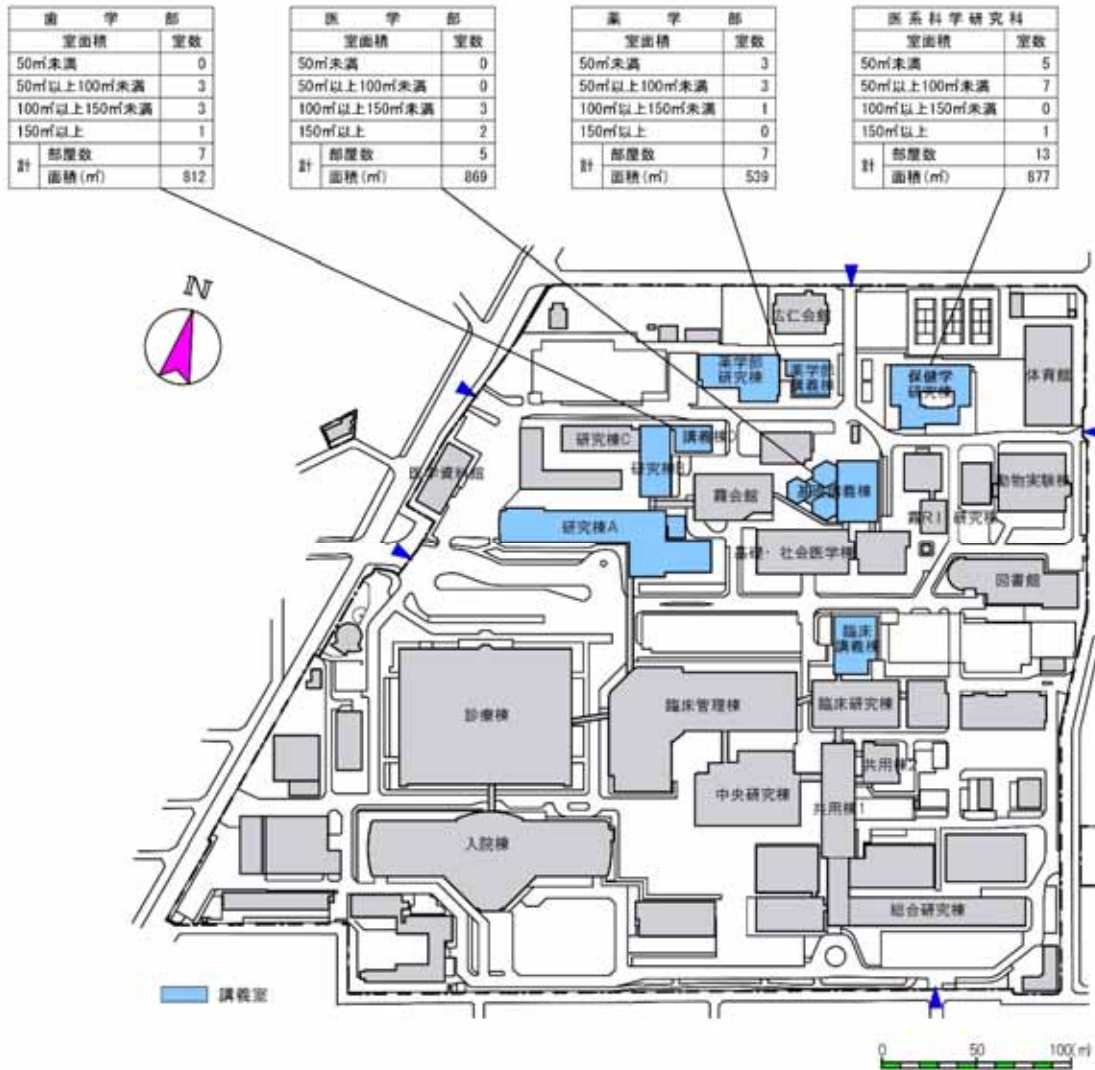 歯学部
室面積 室数
50㎡未満 0
50㎡以上100㎡未満 3
100㎡以上150㎡未満 3
150㎡以上 1
計 部屋数 7
面積(㎡) 812
医学部
室面積 室数
50㎡未満 0
50㎡以上100㎡未満 0
100㎡以上150㎡未満 3
150㎡以上 2
計 部屋数 5
面積(㎡) 869
薬学部
室面積 室数
50㎡未満 3
50㎡以上100㎡未満 3
100㎡以上150㎡未満 1
150㎡以上 0
計 部屋数 7
面積(㎡) 539
医系科学研究科
室面積 室数
50㎡未満 5
50㎡以上100㎡未満 7
100㎡以上150㎡未満 0
150㎡以上 1
計 部屋数 13
面積(㎡) 877
N
広仁会館
薬学部
研究棟
薬学部
講義棟
保健学
研究棟
体育館
研究棟C
講義棟
研究棟B
医学資料館
霞会館
講義棟
動物実験棟
霞RI
研究棟
研究棟A
基礎・社会医学棟
図書館
臨床
講義棟
診療棟
臨床管理棟
臨床研究棟
共用棟2
中央研究棟
共用棟1
入院棟
総合研究棟
講義室
0 50 100(㎡)